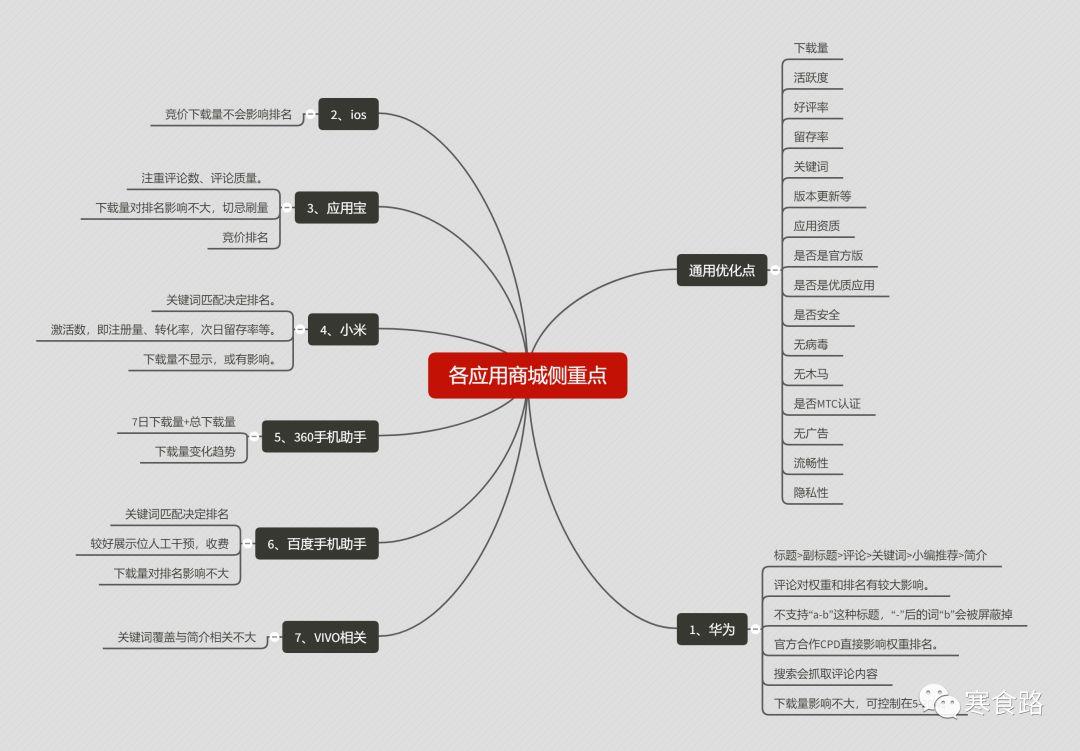 各应用商城侧重点
通用优化点
下载量
活跃度
好评率
留存率
关键词
版本更新等
应用资质
是否是官方版
是否是优质应用
是否安全
无病毒
无木马
是否MTC认证
无广告
流畅性
隐私性
1、华为
标题>副标题>评论>关键词>小编推荐>简介
评论对权重和排名有较大影响。
不支持“a-b”这种标题，“-”后的词“b”会被屏蔽掉
官方合作CPD直接影响权重排名。
搜索会抓取评论内容
下载量影响不大，可控制在5-
2、ios
竞价下载量不会影响排名
3、应用宝
注重评论数、评论质量。
下载量对排名影响不大，切忌刷量
竞价排名
4、小米
关键词匹配决定排名。
激活数，即注册量、转化率，次日留存率等。
下载量不显示，或有影响。
5、360手机助手
7日下载量+总下载量
下载量变化趋势
6、百度手机助手
关键词匹配决定排名
较好展示位人工干预，收费
下载量对排名影响不大
7、VIVO相关
关键词覆盖与简介相关不大
寒食路